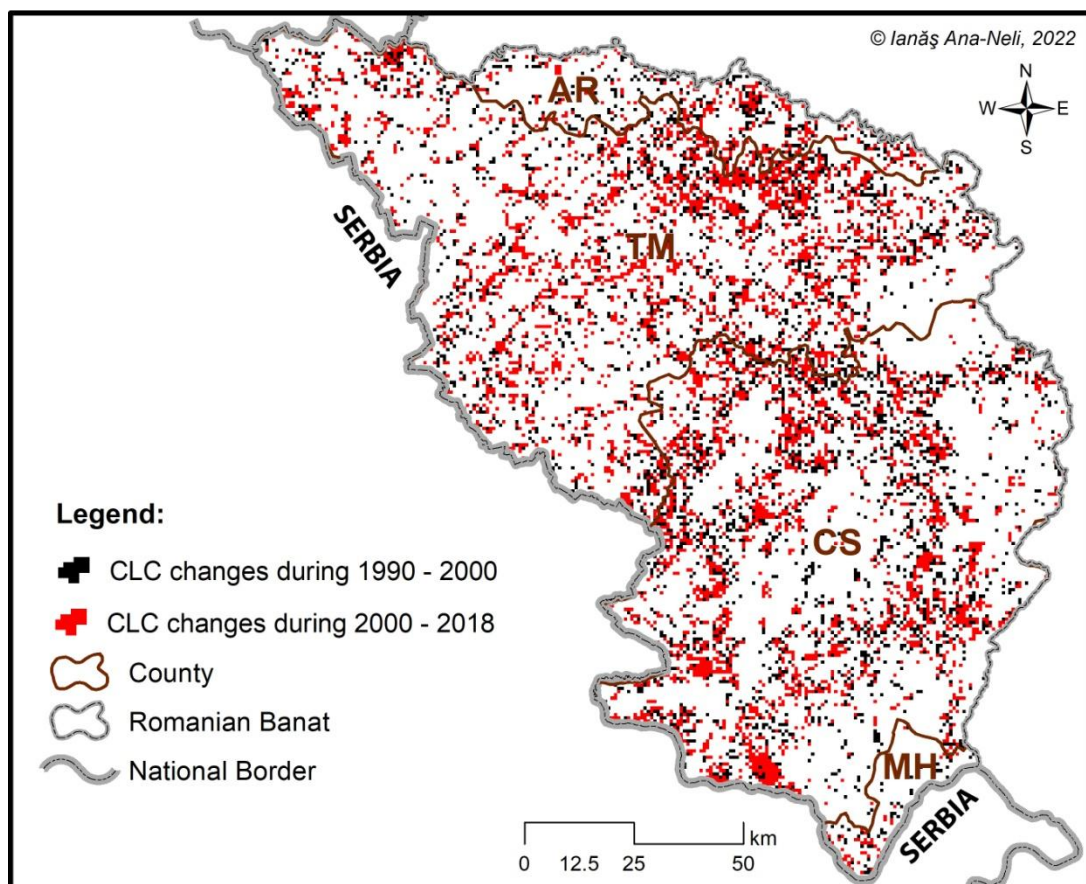 © Ianăş Ana-Neli, 2022
N
W E
S
AR
SERBIA
TM
Legend:
CLC changes during 1990 - 2000
CLC changes during 2000 - 2018
County
Romanian Banat
National Border
CS
MH
SERBIA
km
0 12.5 25 50